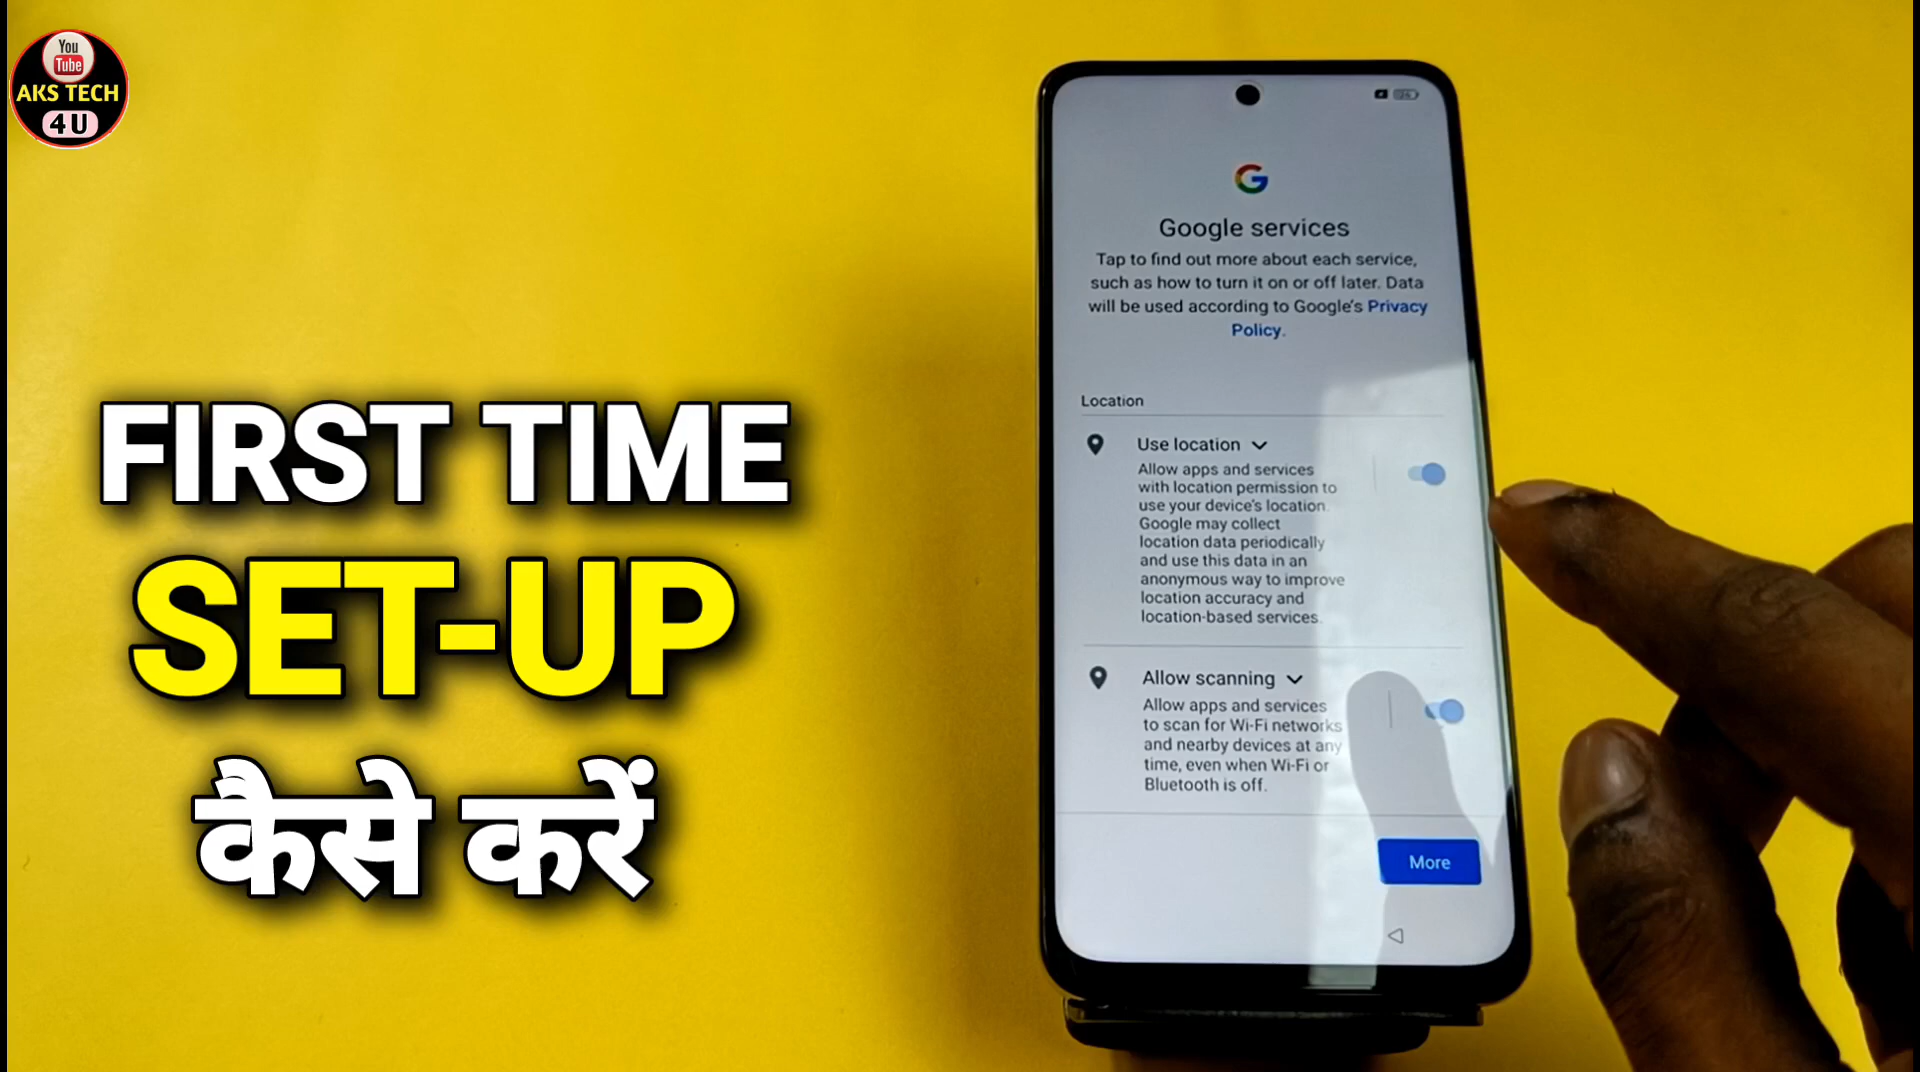 You
Tube
AKS TECH
4U
FIRST TIME
SET-UP
कैसे करें
Google services
Tap to find out more about each service,
such as how to turn it on or off later. Data
will be used according to Google's Privacy
Policy.
Location
Use location
Allow apps and services
with location permission to
use your device's location.
Google may collect
location data periodically
and use this data in an
anonymous way to improve
location accuracy and
location-based services.
Allow scanning
Allow apps and services
to scan for Wi-Fi networks
and nearby devices at any
time, even when Wi-Fi or
Bluetooth is off.
More